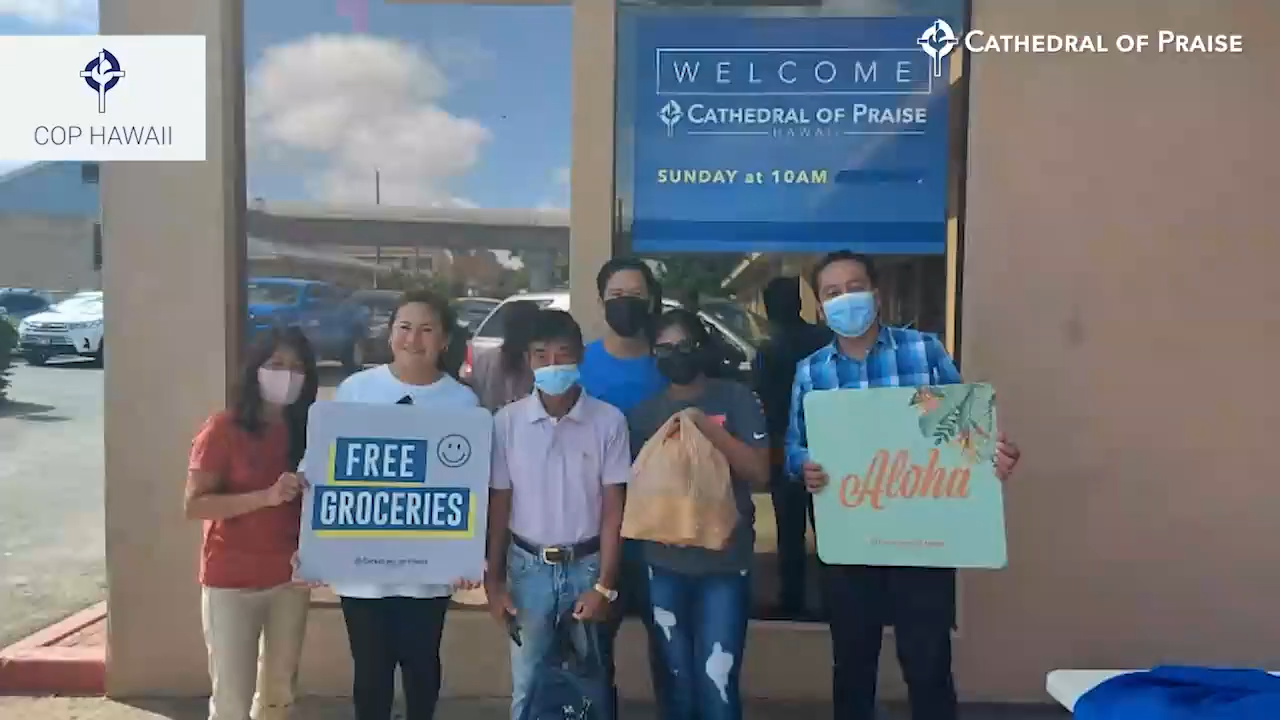 COP HAWAII
CATHEDRAL OF PRAISE
WELCOME
CATHEDRAL OF PRAISE
HAWAII
SUNDAY at 10AM
FREE
GROCERIES
Aloha